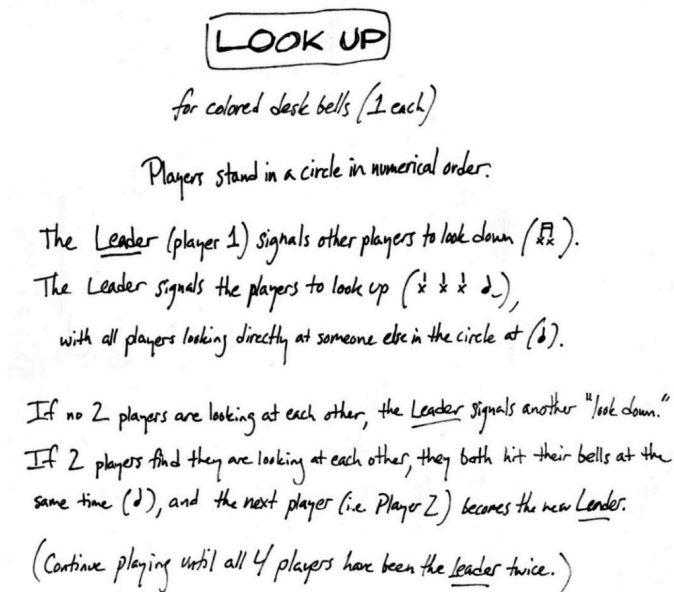 LOOK UP
for colored desk bells (1 each)
Players stand in a circle in numerical order.
The Leader (player 1) signals other players to look down (♫).
The Leader signals the players to look up (x x x ♩),
with all players looking directly at someone else in the circle at (♩).
If no 2 players are looking at each other, the Leader signals another "look down."
If 2 players find they are looking at each other, they both hit their bells at the
same time (♩), and the next player (i.e. Player 2) becomes the new Leader.
(Continue playing until all 4 players have been the leader twice.)